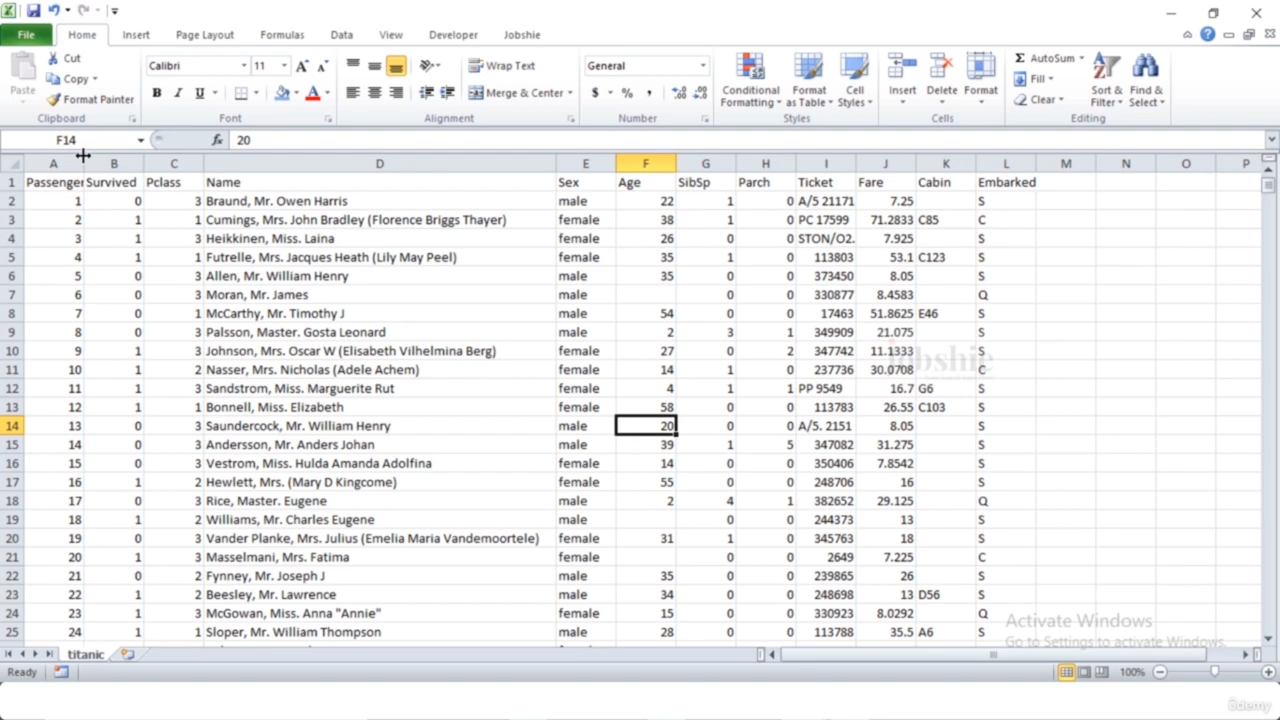 File Home Insert Page Layout Formulas Data View Developer Jobshie
Cut Calibri 11 Wrap Text General AutoSum
Paste Copy Conditional Format Cell Insert Delete Format Fill Sort & Find &
Format Painter B I U Merge & Center $ % , Formatting as Table Styles Clear Filter Select
Clipboard Font Alignment Number Styles Cells Editing
F14 fx 20
A B C D E F G H I J K L M N O P
1 Passenger Survived Pclass Name Sex Age SibSp Parch Ticket Fare Cabin Embarked
2 1 0 3 Braund, Mr. Owen Harris male 22 1 0 A/5 21171 7.25 S
3 2 1 1 Cumings, Mrs. John Bradley (Florence Briggs Thayer) female 38 1 0 PC 17599 71.2833 C85 C
4 3 1 3 Heikkinen, Miss. Laina female 26 0 0 STON/O2. 7.925 S
5 4 1 1 Futrelle, Mrs. Jacques Heath (Lily May Peel) female 35 1 0 113803 53.1 C123 S
6 5 0 3 Allen, Mr. William Henry male 35 0 0 373450 8.05 S
7 6 0 3 Moran, Mr. James male 0 0 330877 8.4583 Q
8 7 0 1 McCarthy, Mr. Timothy J male 54 0 0 17463 51.8625 E46 S
9 8 0 3 Palsson, Master. Gosta Leonard male 2 3 1 349909 21.075 S
10 9 1 3 Johnson, Mrs. Oscar W (Elisabeth Vilhelmina Berg) female 27 0 2 347742 11.1333 S
11 10 1 2 Nasser, Mrs. Nicholas (Adele Achem) female 14 1 0 237736 30.0708 C
12 11 1 3 Sandstrom, Miss. Marguerite Rut female 4 1 1 PP 9549 16.7 G6 S
13 12 1 1 Bonnell, Miss. Elizabeth female 58 0 0 113783 26.55 C103 S
14 13 0 3 Saundercock, Mr. William Henry male 20 0 0 A/5. 2151 8.05 S
15 14 0 3 Andersson, Mr. Anders Johan male 39 1 5 347082 31.275 S
16 15 0 3 Vestrom, Miss. Hulda Amanda Adolfina female 14 0 0 350406 7.8542 S
17 16 1 2 Hewlett, Mrs. (Mary D Kingcome) female 55 0 0 248706 16 S
18 17 0 3 Rice, Master. Eugene male 2 4 1 382652 29.125 Q
19 18 1 2 Williams, Mr. Charles Eugene male 0 0 244373 13 S
20 19 0 3 Vander Planke, Mrs. Julius (Emelia Maria Vandemoortele) female 31 1 0 345763 18 S
21 20 1 3 Masselmani, Mrs. Fatima female 0 0 2649 7.225 C
22 21 0 2 Fynney, Mr. Joseph J male 35 0 0 239865 26 S
23 22 1 2 Beesley, Mr. Lawrence male 34 0 0 248698 13 D56 S
24 23 1 3 McGowan, Miss. Anna "Annie" female 15 0 0 330923 8.0292 Q
25 24 1 1 Sloper, Mr. William Thompson male 28 0 0 113788 35.5 A6 S
jobshie
Activate Windows
Go to Settings to activate Windows.
titanic
Ready 100%
ûdemy